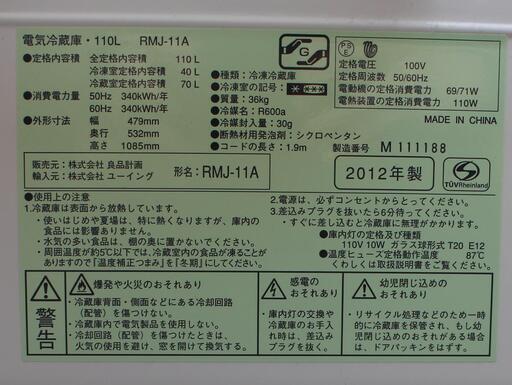 電気冷蔵庫・110L RMJ-11A
●定格内容積 全定格内容積 110 L
冷凍室定格内容積 40 L
冷蔵室定格内容積 70 L
●消費電力量 50Hz 340kWh/年
60Hz 340kWh/年
●外形寸法 幅 479mm
奥行 532mm
高さ 1085mm
●種類：冷凍冷蔵庫
●冷凍室の記号：
●質量：36kg
●冷媒名：R600a
●冷媒封入量：30g
●断熱材用発泡剤：シクロペンタン
●コードの長さ：1.9m
G
PS
E
定格電圧 100V
定格周波数 50/60Hz
電動機の定格消費電力 69/71W
電熱装置の定格消費電力 110W
MADE IN CHINA
製造番号 M 111188
販売元：株式会社 良品計画
輸入元：株式会社 ユーイング
形名：RMJ-11A
2012年製
TÜVRheinland
●使用上の注意
1.冷蔵庫は表面から放熱しています。
・使いはじめや夏場は、特に熱くなりますが、庫内の
食品には影響ありません。
・水気の多い食品は、棚の奥に置かないでください。
・周囲温度が約5℃以下では、冷蔵室内の食品が凍ることが
ありますので「温度補正つまみ」を「冬期」にしてください。
2.電源は、必ずコンセントからとってください。
3.差込みプラグを抜いたら6分待ってください。
・すぐに差し込むと冷蔵庫に無理がかかります。
●庫内灯の定格及び種類
110V 10W ガラス球形式 T20 E12
●温度ヒューズ定格動作温度 87℃
くわしくは取扱説明書をご覧ください。
警告
爆発や火災のおそれあり
・冷蔵庫背面・側面などにある冷却回路
（配管）を傷つけない。
・冷蔵庫内で電気製品を使用しない。
・冷却回路（配管）を傷つけたときは、
火気の使用を避け、窓を開けて換気する。
感電の
おそれあり
・庫内灯の交換や
冷蔵庫のお手入
れ時は、差込み
プラグを抜く。
幼児閉じ込めの
おそれあり
・リサイクル処理などのため一時
的に冷蔵庫を保管され、もし幼
児閉じ込めのおそれがある場合
は、ドアパッキンをはずす。